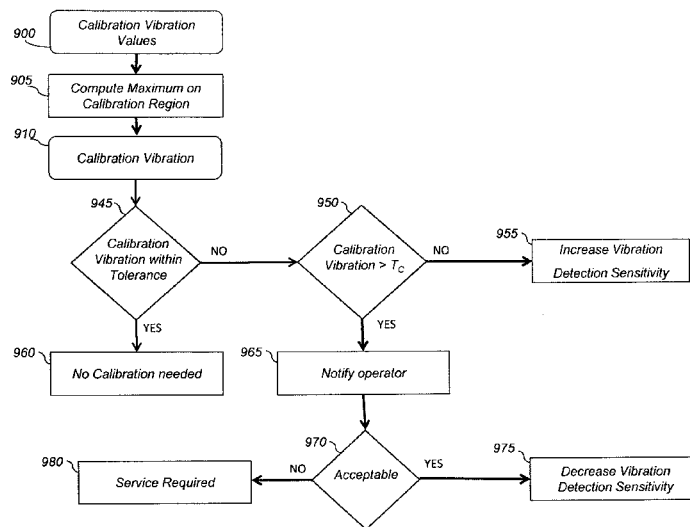 900
Calibration Vibration
Values
905
Compute Maximum on
Calibration Region
910
Calibration Vibration
945
Calibration
Vibration within
Tolerance
NO
YES
950
Calibration
Vibration > TC
NO
YES
955
Increase Vibration
Detection Sensitivity
960
No Calibration needed
965
Notify operator
970
Acceptable
NO
YES
980
Service Required
975
Decrease Vibration
Detection Sensitivity